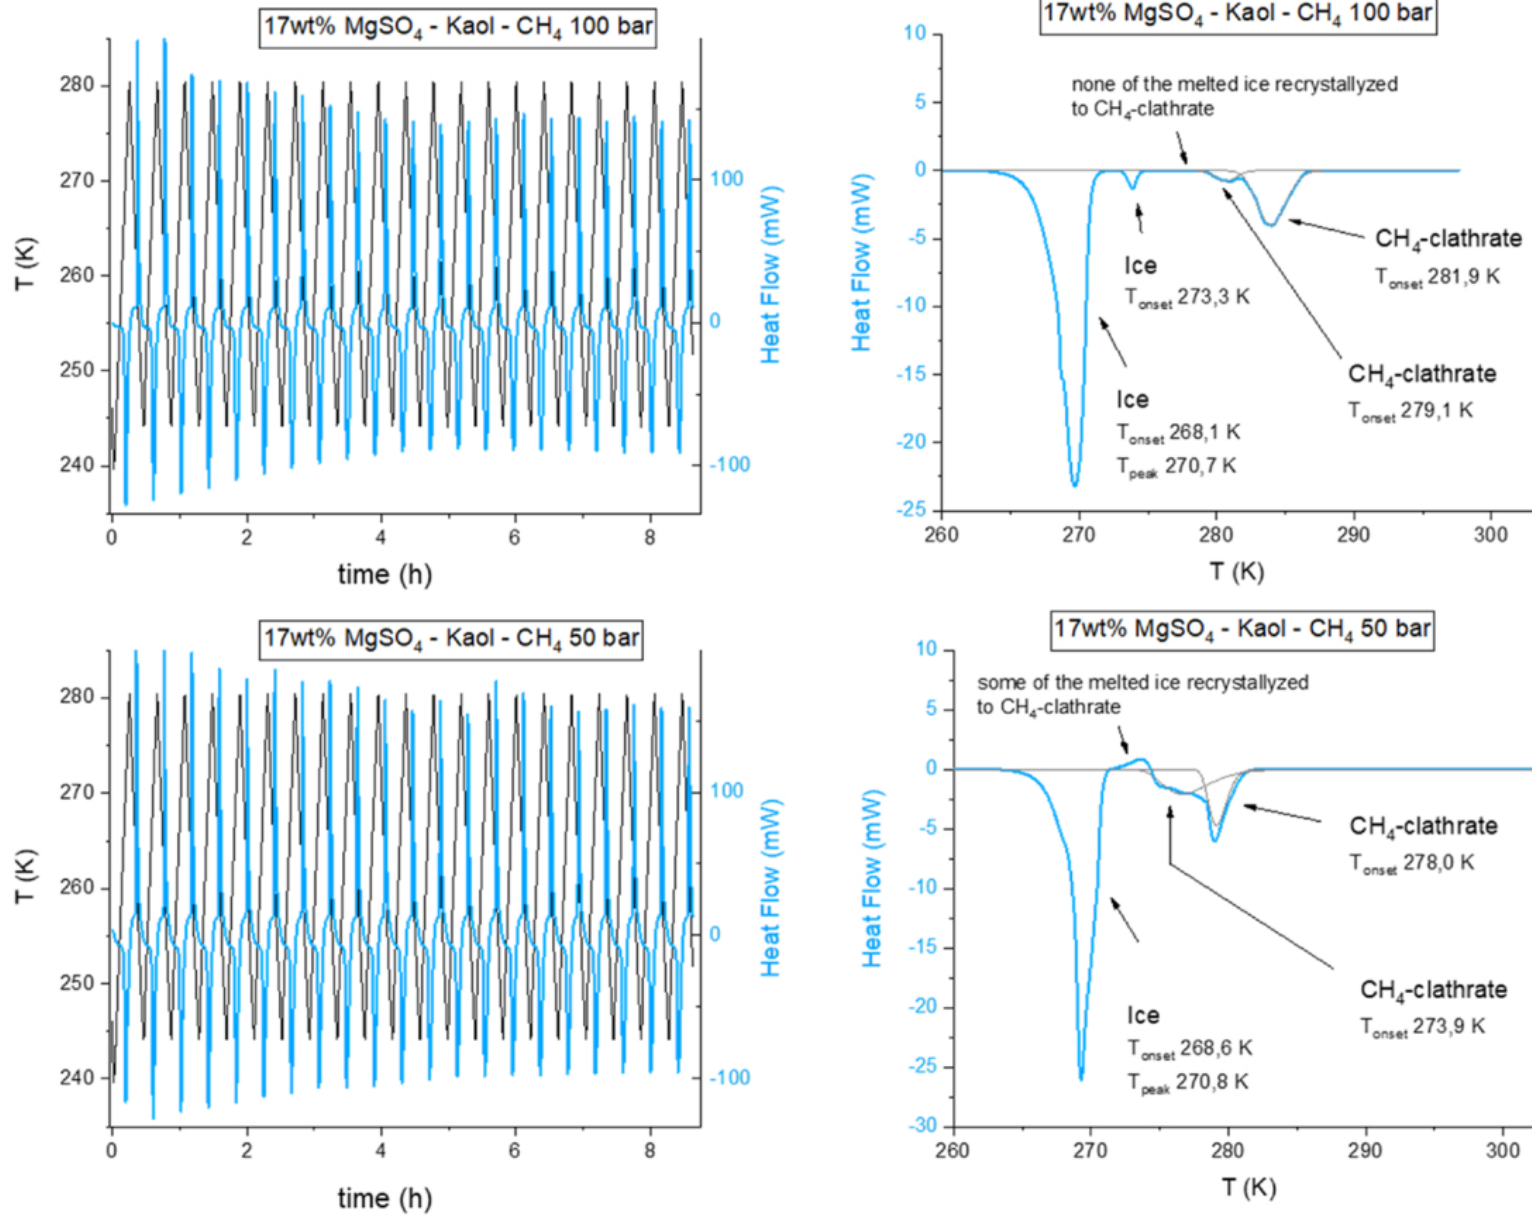 17wt% MgSO₄ - Kaol - CH₄ 100 bar
280
270
260
250
240
T (K)
100
0
-100
Heat Flow (mW)
0
2
4
6
8
time (h)
17wt% MgSO₄ - Kaol - CH₄ 100 bar
10
5
0
-5
-10
-15
-20
-25
Heat Flow (mW)
none of the melted ice recrystallyzed
to CH₄-clathrate
Ice
Tonset 273,3 K
Ice
Tonset 268,1 K
Tpeak 270,7 K
CH₄-clathrate
Tonset 281,9 K
CH₄-clathrate
Tonset 279,1 K
260
270
280
290
300
T (K)
17wt% MgSO₄ - Kaol - CH₄ 50 bar
280
270
260
250
240
T (K)
100
0
-100
Heat Flow (mW)
0
2
4
6
8
time (h)
17wt% MgSO₄ - Kaol - CH₄ 50 bar
10
5
0
-5
-10
-15
-20
-25
-30
Heat Flow (mW)
some of the melted ice recrystallyzed
to CH₄-clathrate
CH₄-clathrate
Tonset 278,0 K
CH₄-clathrate
Tonset 273,9 K
Ice
Tonset 268,6 K
Tpeak 270,8 K
260
270
280
290
300
T (K)